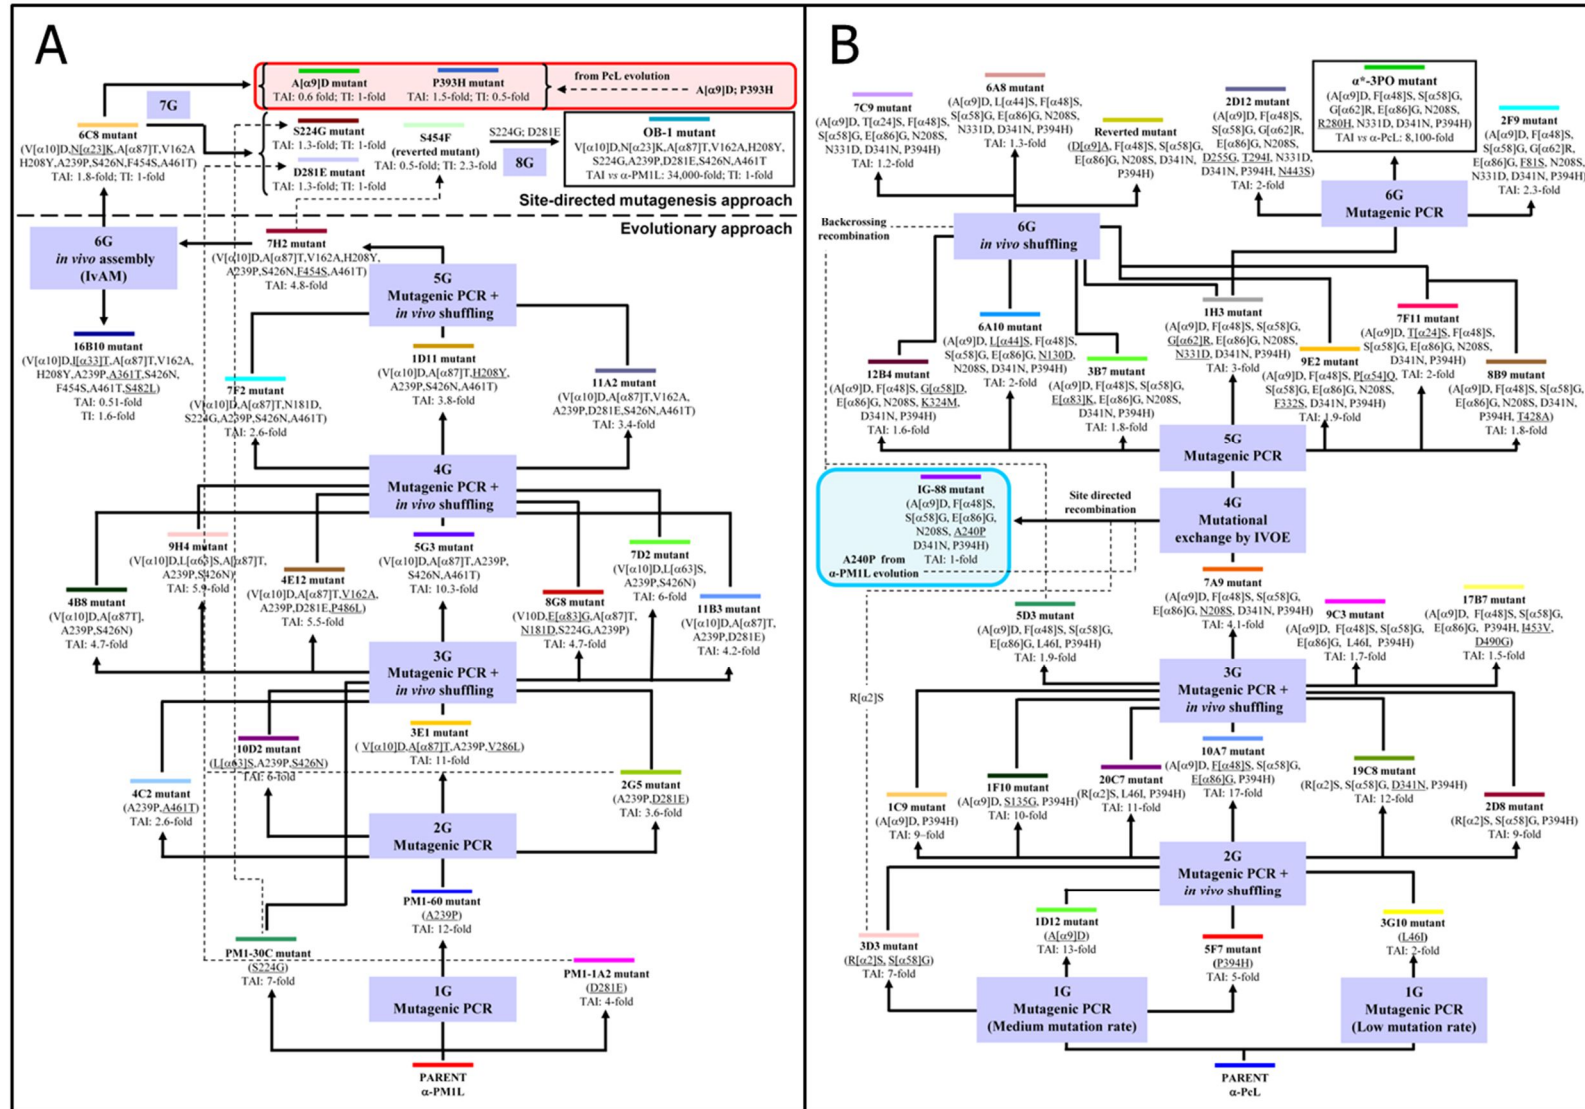 A
A[α9]D mutant
TAI: 0.6 fold; TI: 1-fold
P393H mutant
TAI: 1.5-fold; TI: 0.5-fold
from PcL evolution
A[α9]D; P393H
7G
6C8 mutant
(V[α10]D,N[α23]K,A[α87]T,V162A
H208Y,A239P,S426N,F454S,A461T)
TAI: 1.8-fold; TI: 1-fold
S224G mutant
TAI: 1.3-fold; TI: 1-fold
D281E mutant
TAI: 1.3-fold; TI: 1-fold
S454F
(reverted mutant)
TAI: 0.5-fold; TI: 2.3-fold
S224G; D281E
8G
OB-1 mutant
V[α10]D,N[α23]K,A[α87]T,V162A,H208Y,
S224G,A239P,D281E,S426N,A461T
TAI vs α-PM1L: 34,000-fold; TI: 1-fold
Site-directed mutagenesis approach
Evolutionary approach
6G
in vivo assembly
(IvAM)
7H2 mutant
(V[α10]D,A[α87]T,V162A,H208Y,
A239P,S426N,F454S,A461T)
TAI: 4.8-fold
5G
Mutagenic PCR +
in vivo shuffling
16B10 mutant
(V[α10]D,I[α33]T,A[α87]T,V162A,
H208Y,A239P,A361T,S426N,
F454S,A461T,S482L)
TAI: 0.51-fold
TI: 1.6-fold
7F2 mutant
(V[α10]D,A[α87]T,N181D,
S224G,A239P,S426N,A461T)
TAI: 2.6-fold
1D11 mutant
(V[α10]D,A[α87]T,H208Y,
A239P,S426N,A461T)
TAI: 3.8-fold
11A2 mutant
(V[α10]D,A[α87]T,V162A,
A239P,D281E,S426N,A461T)
TAI: 3.4-fold
4G
Mutagenic PCR +
in vivo shuffling
9H4 mutant
(V[α10]D,L[α63]S,A[α87]T,
A239P,S426N)
TAI: 5.9-fold
4B8 mutant
(V[α10]D,A[α87T],
A239P,S426N)
TAI: 4.7-fold
4E12 mutant
(V[α10]D,A[α87]T,V162A,
A239P,D281E,P486L)
TAI: 5.5-fold
5G3 mutant
(V[α10]D,A[α87]T,A239P,
S426N,A461T)
TAI: 10.3-fold
8G8 mutant
(V10D,E[α83]G,A[α87]T,
N181D,S224G,A239P)
TAI: 4.7-fold
7D2 mutant
(V[α10]D,L[α63]S,
A239P,S426N)
TAI: 6-fold
11B3 mutant
(V[α10]D,A[α87]T,
A239P,D281E)
TAI: 4.2-fold
3G
Mutagenic PCR +
in vivo shuffling
4C2 mutant
(A239P,A461T)
TAI: 2.6-fold
10D2 mutant
(L[α63]S,A239P,S426N)
TAI: 6-fold
3E1 mutant
( V[α10]D,A[α87]T,A239P,V286L)
TAI: 11-fold
2G5 mutant
(A239P,D281E)
TAI: 3.6-fold
2G
Mutagenic PCR
PM1-60 mutant
(A239P)
TAI: 12-fold
PM1-30C mutant
(S224G)
TAI: 7-fold
PM1-1A2 mutant
(D281E)
TAI: 4-fold
1G
Mutagenic PCR
PARENT
α-PM1L
B
7C9 mutant
(A[α9]D, T[α24]S, F[α48]S,
S[α58]G, E[α86]G, N208S,
N331D, D341N, P394H)
TAI: 1.2-fold
6A8 mutant
(A[α9]D, L[α44]S, F[α48]S,
S[α58]G, E[α86]G, N208S,
N331D, D341N, P394H)
TAI: 1.3-fold
Reverted mutant
(D[α9]A, F[α48]S, S[α58]G,
E[α86]G, N208S, D341N,
P394H)
2D12 mutant
(A[α9]D, F[α48]S,
S[α58]G, G[α62]R,
E[α86]G, N208S,
D255G, T294I, N331D,
D341N, P394H, N443S)
TAI: 2-fold
α*-3PO mutant
(A[α9]D, F[α48]S, S[α58]G,
G[α62]R, E[α86]G, N208S,
R280H, N331D, D341N, P394H)
TAI vs α-PcL: 8,100-fold
2F9 mutant
(A[α9]D, F[α48]S,
S[α58]G, G[α62]R,
E[α86]G, F81S, N208S,
N331D, D341N, P394H)
TAI: 2.3-fold
6G
Mutagenic PCR
Backcrossing
recombination
6G
in vivo shuffling
12B4 mutant
(A[α9]D, F[α48]S, G[α58]D,
E[α86]G, N208S, K324M,
D341N, P394H)
TAI: 1.6-fold
6A10 mutant
(A[α9]D, L[α44]S, F[α48]S,
S[α58]G, E[α86]G, N130D,
N208S, D341N, P394H)
TAI: 2-fold
3B7 mutant
(A[α9]D, F[α48]S, S[α58]G,
E[α83]K, E[α86]G, N208S,
D341N, P394H)
TAI: 1.8-fold
1H3 mutant
(A[α9]D, F[α48]S, S[α58]G,
G[α62]R, E[α86]G, N208S,
N331D, D341N, P394H)
TAI: 3-fold
9E2 mutant
(A[α9]D, F[α48]S, P[α54]Q,
S[α58]G, E[α86]G, N208S,
F332S, D341N, P394H)
TAI: 1.9-fold
7F11 mutant
(A[α9]D, T[α24]S, F[α48]S,
S[α58]G, E[α86]G, N208S,
D341N, P394H)
TAI: 2-fold
8B9 mutant
(A[α9]D, F[α48]S, S[α58]G,
E[α86]G, N208S, D341N,
P394H, T428A)
TAI: 1.8-fold
5G
Mutagenic PCR
IG-88 mutant
(A[α9]D, F[α48]S,
S[α58]G, E[α86]G,
N208S, A240P
D341N, P394H)
TAI: 1-fold
A240P from
α-PM1L evolution
Site directed
recombination
4G
Mutational
exchange by IVOE
7A9 mutant
(A[α9]D, F[α48]S, S[α58]G,
E[α86]G, N208S, D341N, P394H)
TAI: 4.1-fold
5D3 mutant
(A[α9]D, F[α48]S, S[α58]G,
E[α86]G, L46I, P394H)
TAI: 1.9-fold
9C3 mutant
(A[α9]D, F[α48]S, S[α58]G,
E[α86]G, L46I, P394H)
TAI: 1.7-fold
17B7 mutant
(A[α9]D, F[α48]S, S[α58]G,
E[α86]G, P394H, I453V,
D490G)
TAI: 1.5-fold
R[α2]S
3G
Mutagenic PCR +
in vivo shuffling
1C9 mutant
(A[α9]D, P394H)
TAI: 9-fold
1F10 mutant
(A[α9]D, S135G, P394H)
TAI: 10-fold
20C7 mutant
(R[α2]S, L46I, P394H)
TAI: 11-fold
10A7 mutant
(A[α9]D, F[α48]S, S[α58]G,
E[α86]G, P394H)
TAI: 17-fold
19C8 mutant
(R[α2]S, S[α58]G, D341N, P394H)
TAI: 12-fold
2D8 mutant
(R[α2]S, S[α58]G, P394H)
TAI: 9-fold
2G
Mutagenic PCR +
in vivo shuffling
3D3 mutant
(R[α2]S, S[α58]G)
TAI: 7-fold
1D12 mutant
(A[α9]D)
TAI: 13-fold
5F7 mutant
(P394H)
TAI: 5-fold
3G10 mutant
(L46I)
TAI: 2-fold
1G
Mutagenic PCR
(Medium mutation rate)
1G
Mutagenic PCR
(Low mutation rate)
PARENT
α-PcL